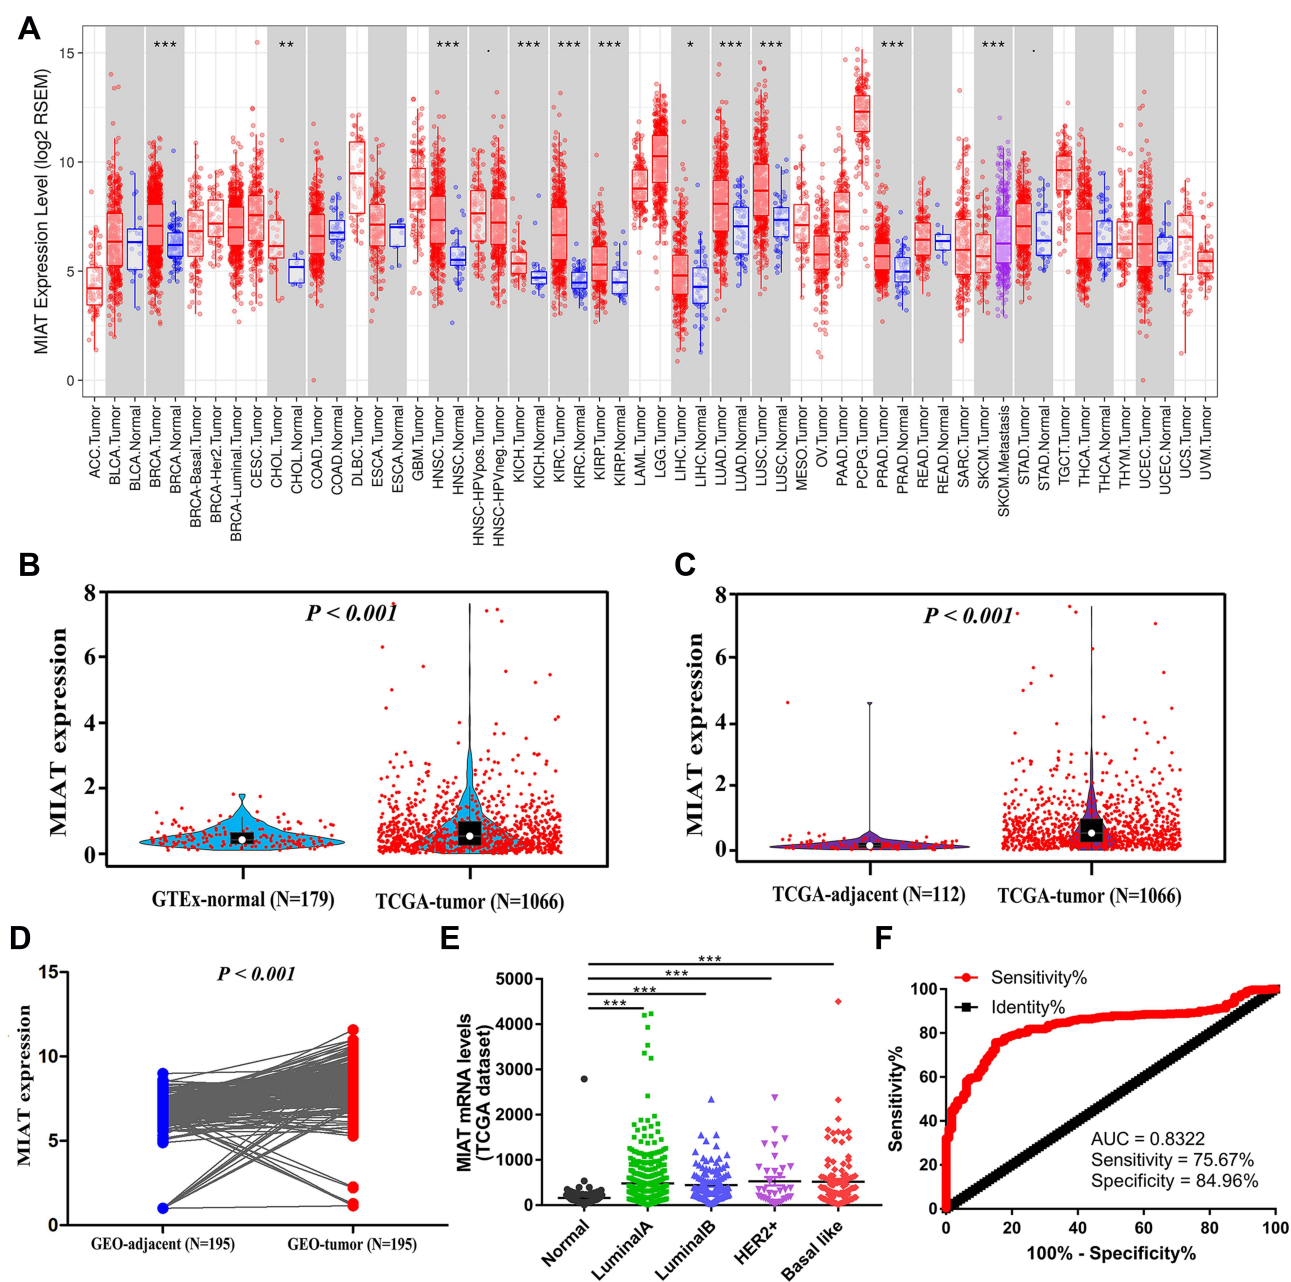 A
MIAT Expression Level (log2 RSEM)
15
10
5
0
*** ** *** . *** *** *** * *** *** *** *** .
ACC.Tumor
BLCA.Tumor
BLCA.Normal
BRCA.Tumor
BRCA.Normal
BRCA-Basal.Tumor
BRCA-Her2.Tumor
BRCA-Luminal.Tumor
CESC.Tumor
CHOL.Tumor
CHOL.Normal
COAD.Tumor
COAD.Normal
DLBC.Tumor
ESCA.Tumor
ESCA.Normal
GBM.Tumor
HNSC.Tumor
HNSC.Normal
HNSC-HPVpos.Tumor
HNSC-HPVneg.Tumor
KICH.Tumor
KICH.Normal
KIRC.Tumor
KIRC.Normal
KIRP.Tumor
KIRP.Normal
LAML.Tumor
LGG.Tumor
LIHC.Tumor
LIHC.Normal
LUAD.Tumor
LUAD.Normal
LUSC.Tumor
LUSC.Normal
MESO.Tumor
OV.Tumor
PAAD.Tumor
PCPG.Tumor
PRAD.Tumor
PRAD.Normal
READ.Tumor
READ.Normal
SARC.Tumor
SKCM.Tumor
SKCM.Metastasis
STAD.Tumor
STAD.Normal
TGCT.Tumor
THCA.Tumor
THCA.Normal
THYM.Tumor
UCEC.Tumor
UCEC.Normal
UCS.Tumor
UVM.Tumor
B
MIAT expression
8
6
4
2
0
P < 0.001
GTEx-normal (N=179)
TCGA-tumor (N=1066)
C
MIAT expression
8
6
4
2
0
P < 0.001
TCGA-adjacent (N=112)
TCGA-tumor (N=1066)
D
MIAT expression
15
10
5
0
P < 0.001
GEO-adjacent (N=195)
GEO-tumor (N=195)
E
MIAT mRNA levels
(TCGA dataset)
5000
4000
3000
2000
1000
0
***
***
***
***
Normal
LuminalA
LuminalB
HER2+
Basal like
F
Sensitivity%
Identity%
Sensitivity%
100
80
60
40
20
0
AUC = 0.8322
Sensitivity = 75.67%
Specificity = 84.96%
0 20 40 60 80 100
100% - Specificity%